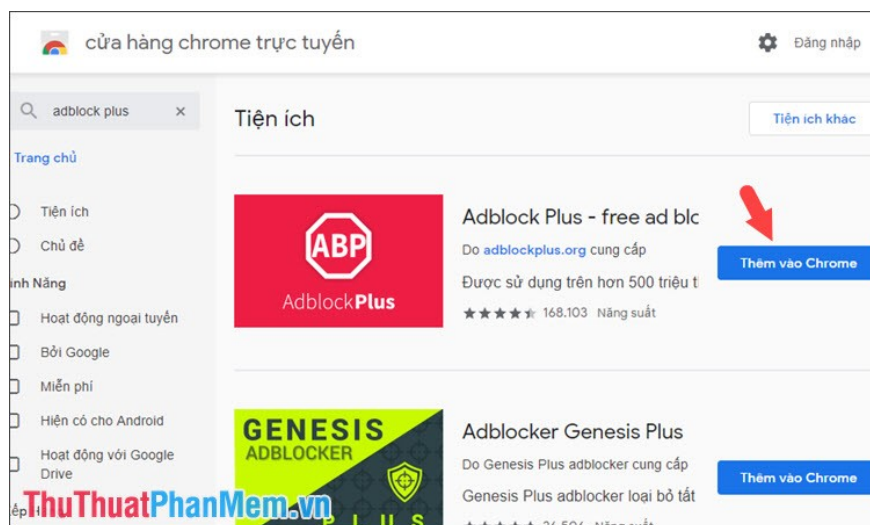 cửa hàng chrome trực tuyến
Đăng nhập
adblock plus ×
Trang chủ
Tiện ích
Chủ đề
Năng
Hoạt động ngoại tuyến
Bởi Google
Miễn phí
Hiện có cho Android
Hoạt động với Google
Drive
Tiện ích
Tiện ích khác
ABP
AdblockPlus
Adblock Plus - free ad
Do adblockplus.org cung cấp
Được sử dụng trên hơn 500 triệu
168.103 Năng suất
Thêm vào Chrome
GENESIS
ADBLOCKER
PLUS
Adblocker Genesis Plus
Do Genesis Plus adblocker cung cấp
Genesis Plus adblocker loại bỏ tất
Thêm vào Chrome
ThuThuatPhanMem.vn